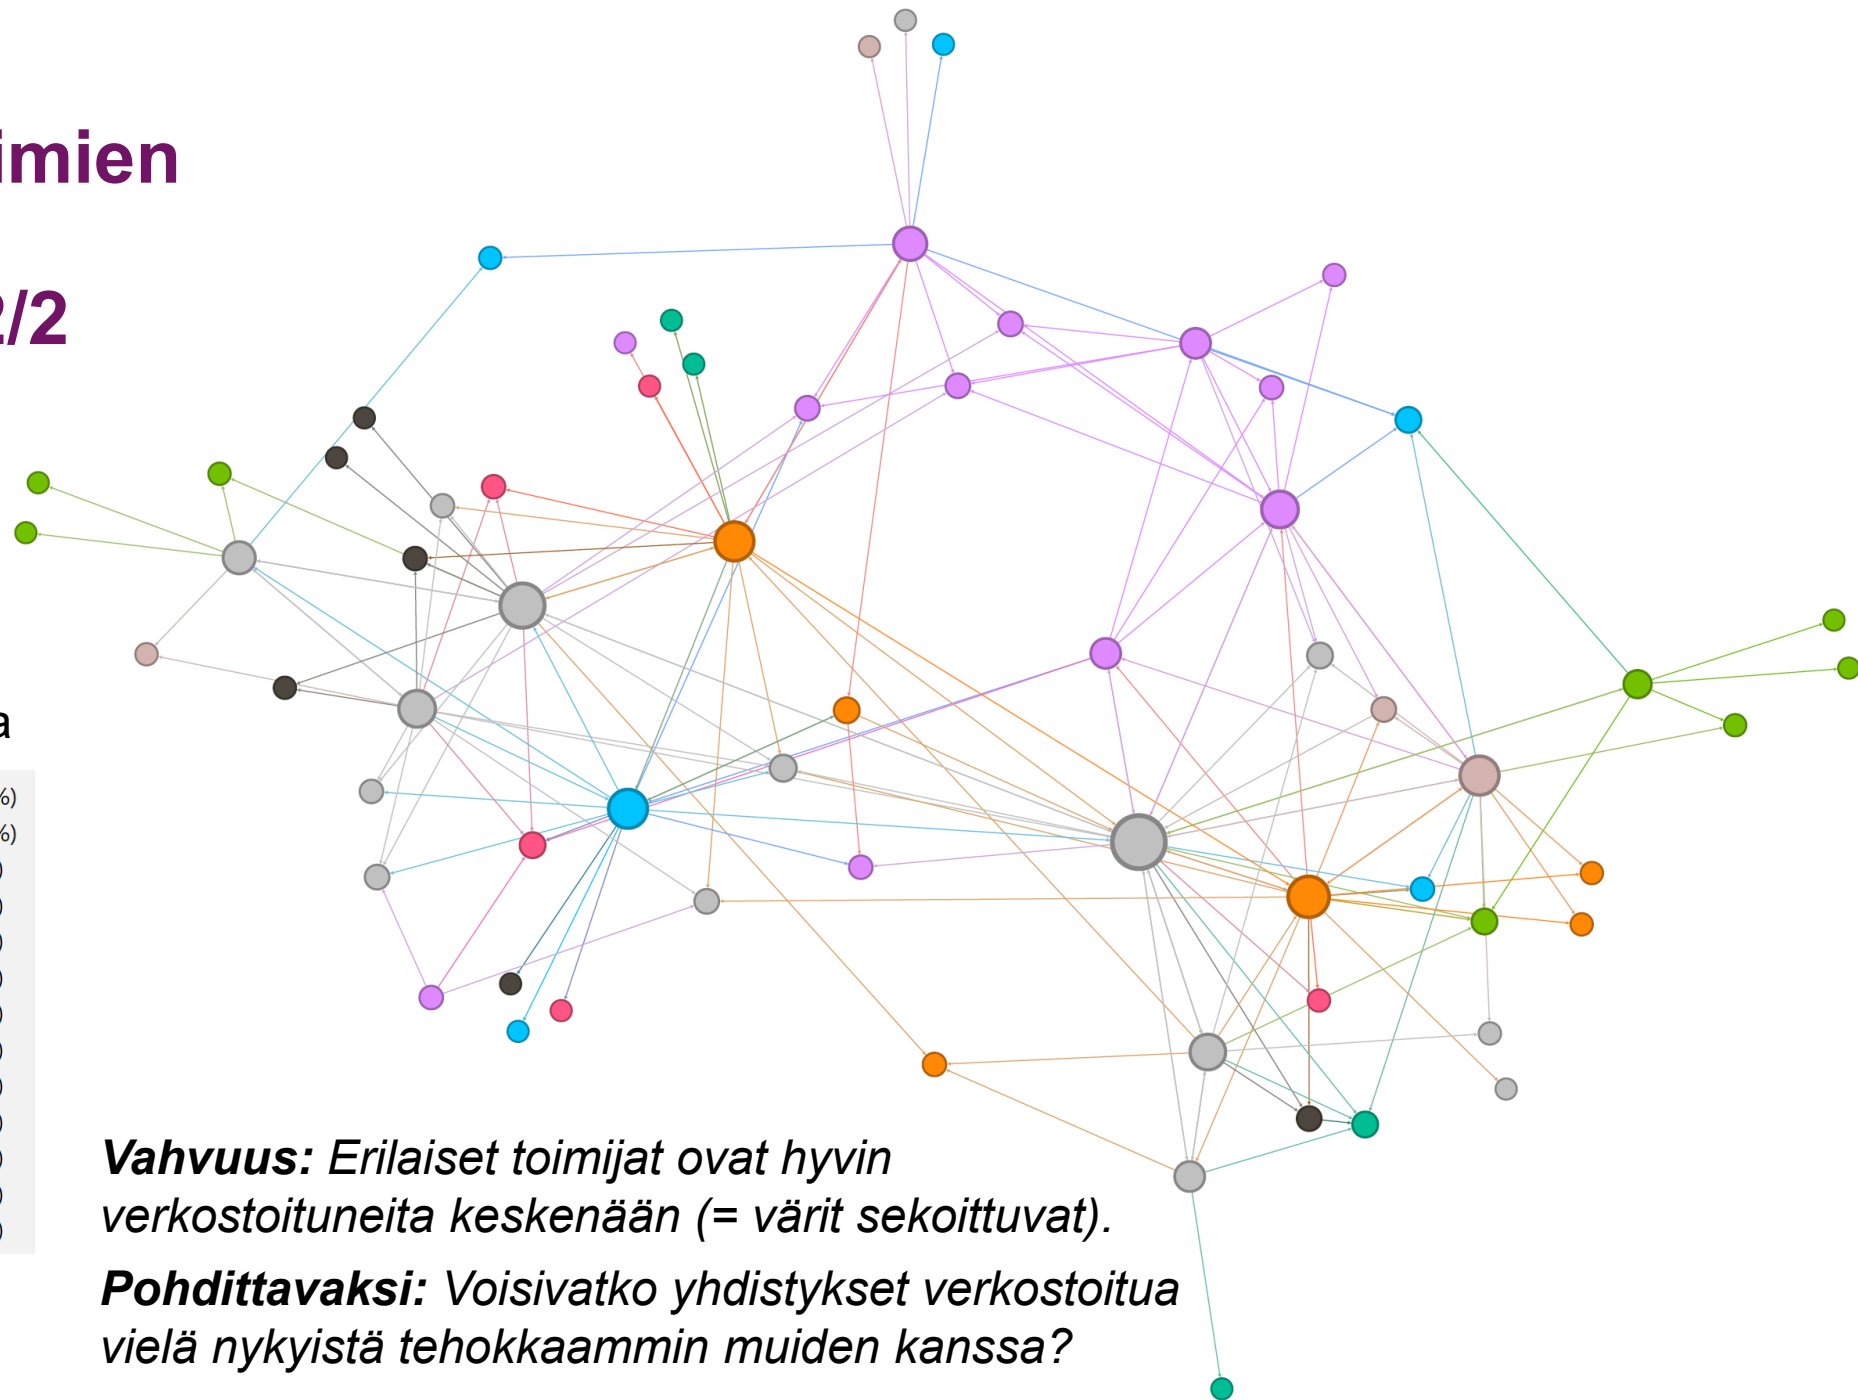 imien
2/2
a
%)
%)
)
)
)
)
)
)
)
)
)
)
)
Vahvuus: Erilaiset toimijat ovat hyvin
verkostoituneita keskenään (= värit sekoittuvat).
Pohdittavaksi: Voisivatko yhdistykset verkostoitua
vielä nykyistä tehokkaammin muiden kanssa?